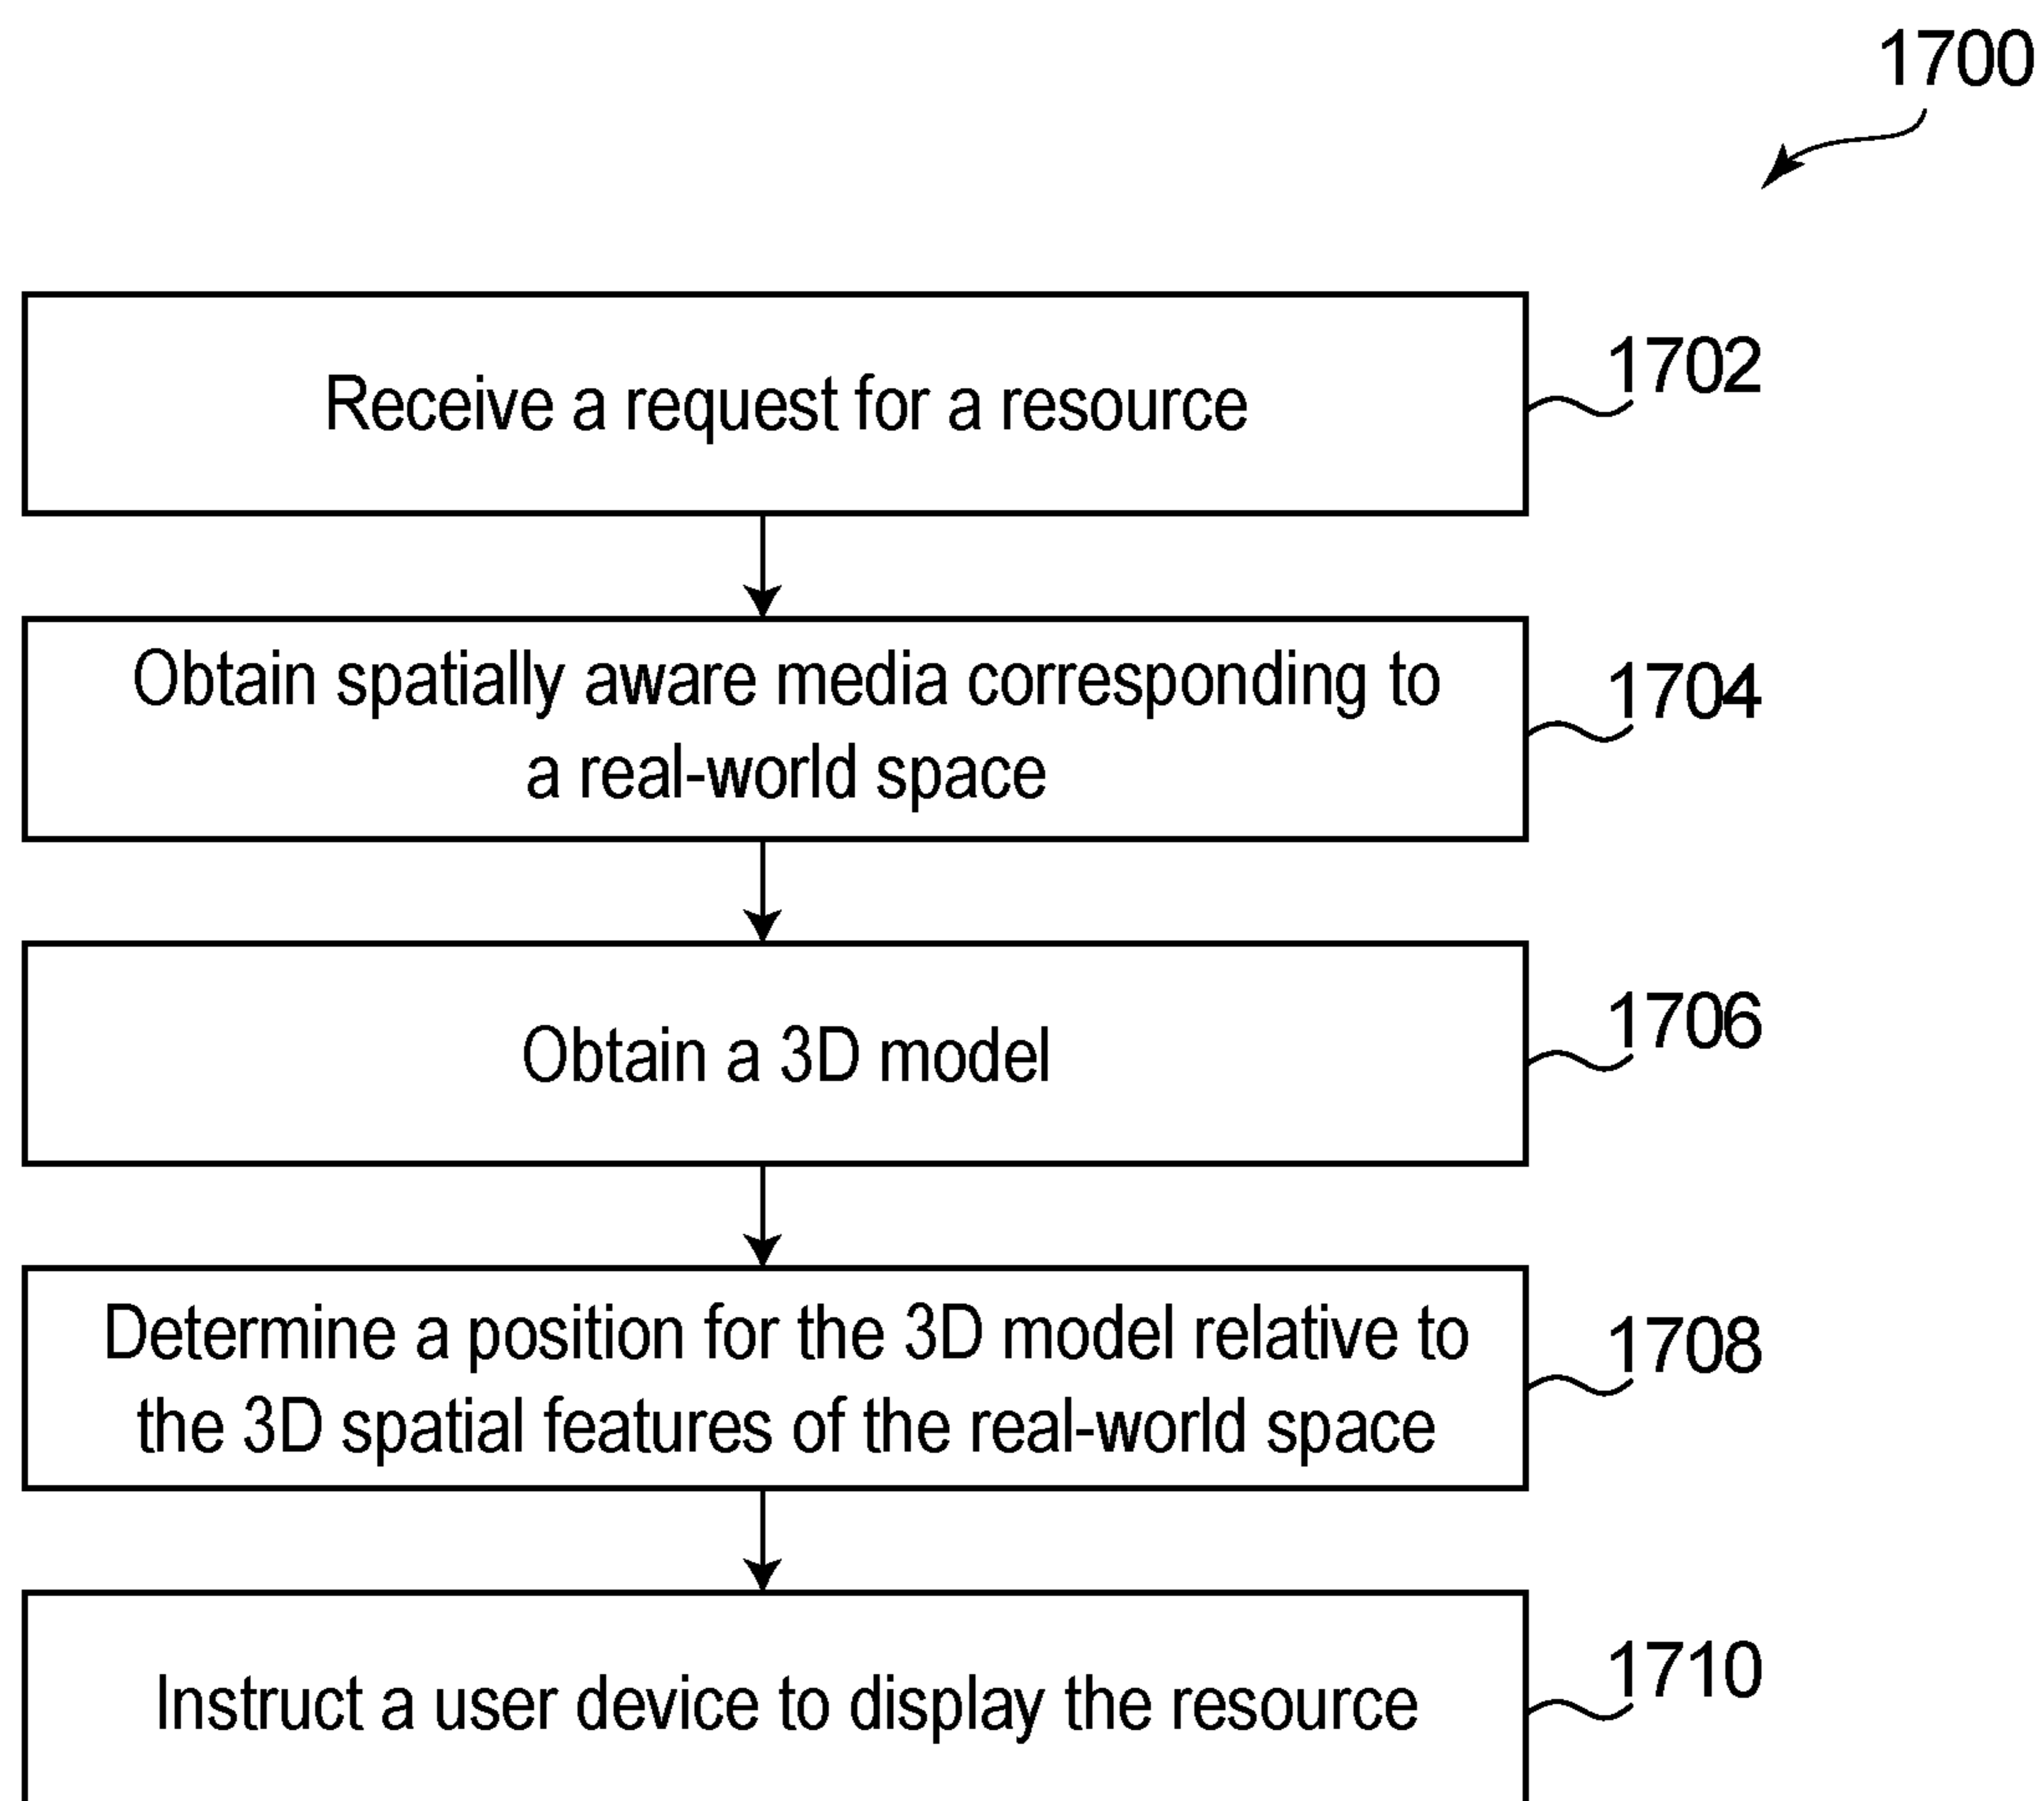 1700
Receive a request for a resource
1702
Obtain spatially aware media corresponding to
a real-world space
1704
Obtain a 3D model
1706
Determine a position for the 3D model relative to
the 3D spatial features of the real-world space
1708
Instruct a user device to display the resource
1710